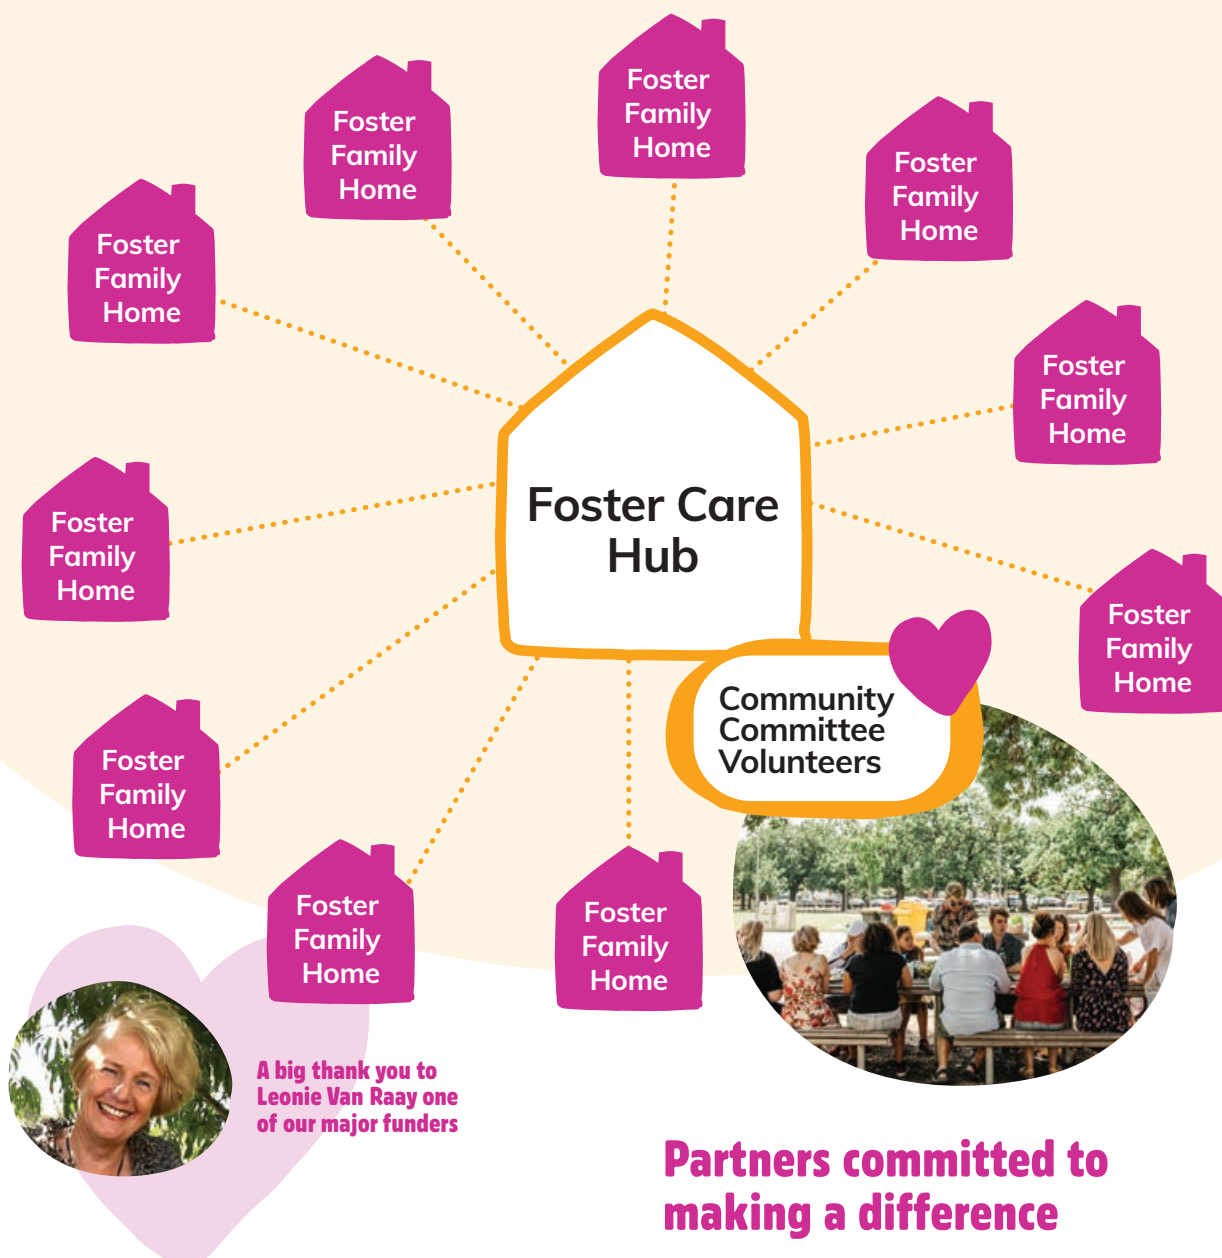 Foster
Family
Home
Foster
Family
Home
Foster
Family
Home
Foster
Family
Home
Foster
Family
Home
Foster Care
Hub
Foster
Family
Home
Foster
Family
Home
Community
Committee
Volunteers
Foster
Family
Home
Foster
Family
Home
Foster
Family
Home
A big thank you to
Leonie Van Raay one
of our major funders
Partners committed to
making a difference